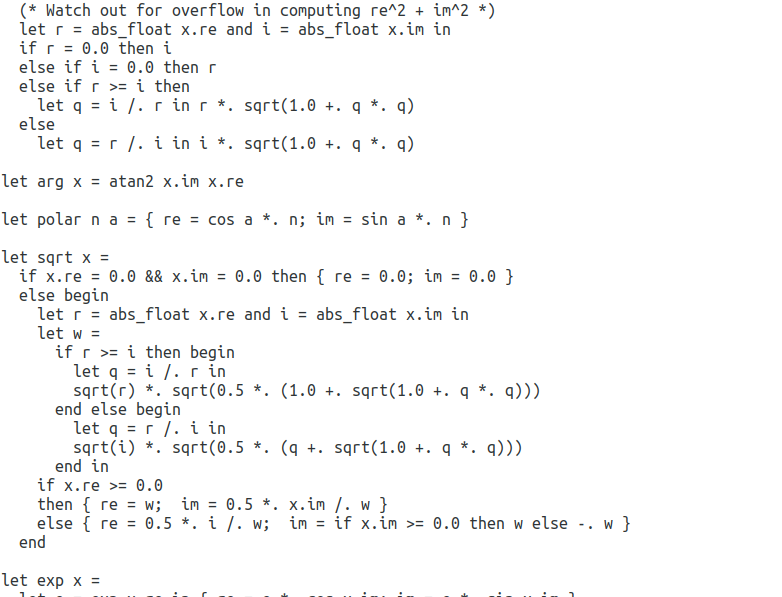 (* Watch out for overflow in computing re^2 + im^2 *)
let r = abs_float x.re and i = abs_float x.im in
if r = 0.0 then i
else if i = 0.0 then r
else if r >= i then
let q = i /. r in r *. sqrt(1.0 +. q *. q)
else
let q = r /. i in i *. sqrt(1.0 +. q *. q)
let arg x = atan2 x.im x.re
let polar n a = { re = cos a *. n; im = sin a *. n }
let sqrt x =
if x.re = 0.0 && x.im = 0.0 then { re = 0.0; im = 0.0 }
else begin
let r = abs_float x.re and i = abs_float x.im in
let w =
if r >= i then begin
let q = i /. r in
sqrt(r) *. sqrt(0.5 *. (1.0 +. sqrt(1.0 +. q *. q)))
end else begin
let q = r /. i in
sqrt(i) *. sqrt(0.5 *. (q +. sqrt(1.0 +. q *. q)))
end in
if x.re >= 0.0
then { re = w;  im = 0.5 *. x.im /. w }
else { re = 0.5 *. i /. w;  im = if x.im >= 0.0 then w else -. w }
end
let exp x =